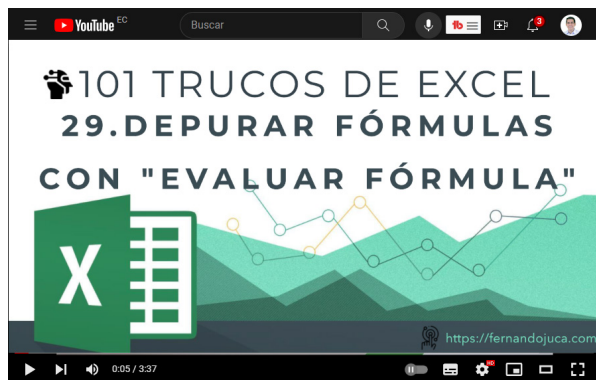 YouTube EC
Buscar
tb
3
101 TRUCOS DE EXCEL
29.DEPURAR FÓRMULAS
CON "EVALUAR FÓRMULA"
X
https://fernandojuca.com
0:05 / 3:37
HD